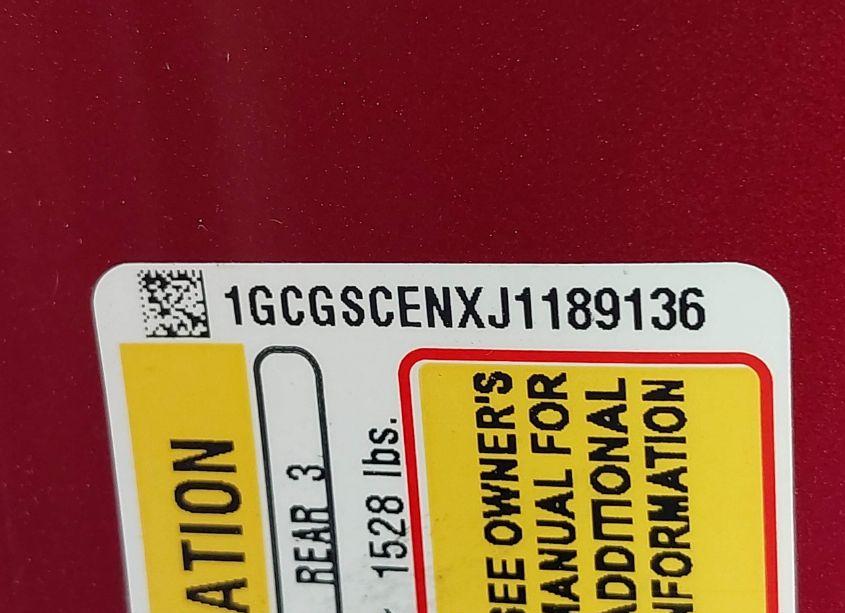 1GCGSCENXJ1189136
ATION
REAR 3
1528 lbs.
SEE OWNER'S
MANUAL FOR
ADDITIONAL
INFORMATION